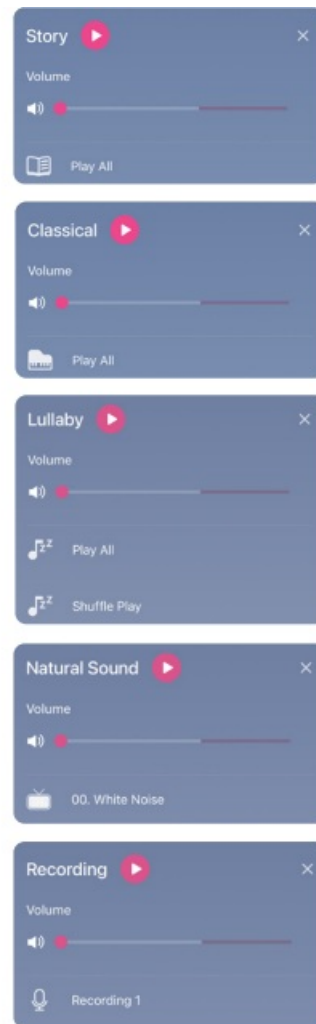 Story
Volume
Play All
Classical
Volume
Play All
Lullaby
Volume
Play All
Shuffle Play
Natural Sound
Volume
00. White Noise
Recording
Volume
Recording 1